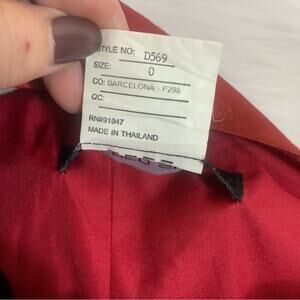 STYLE NO: D569
SIZE: 0
CO: BARCELONA - P298
QC:
RN#91947
MADE IN THAILAND